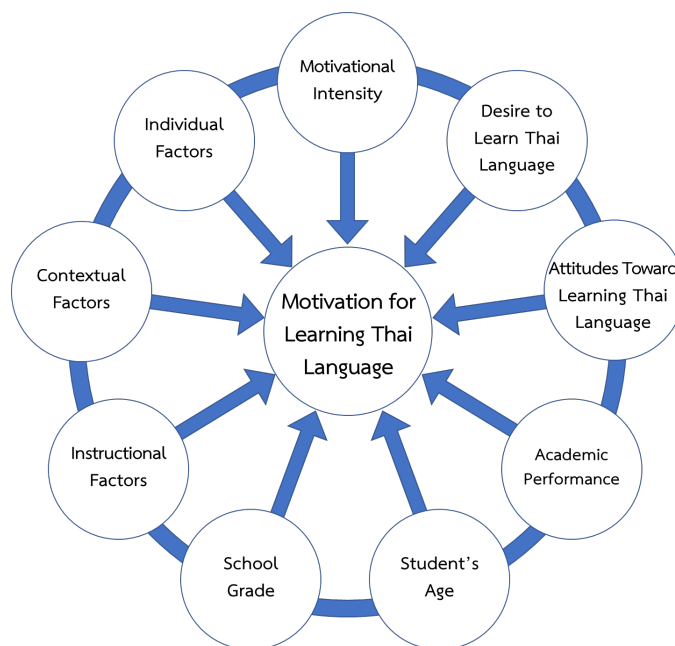 Motivational
Intensity
Desire to
Learn Thai
Language
Attitudes Toward
Learning Thai
Language
Academic
Performance
Student's
Age
School
Grade
Instructional
Factors
Contextual
Factors
Individual
Factors
Motivation for
Learning Thai
Language